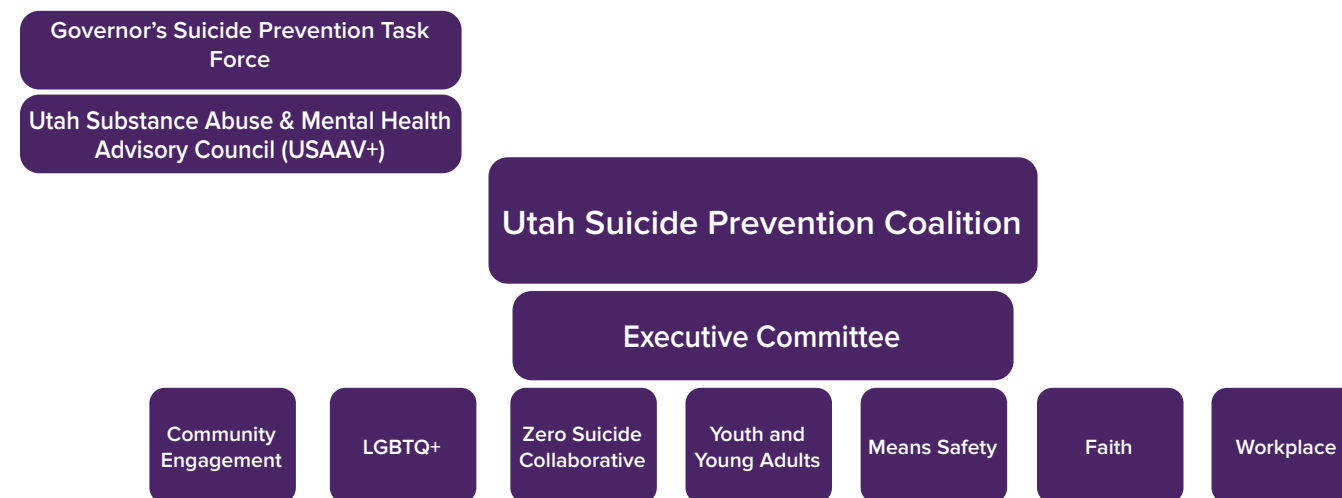 Governor’s Suicide Prevention Task
Force
Utah Substance Abuse & Mental Health
Advisory Council (USAAV+)
Utah Suicide Prevention Coalition
Executive Committee
Community
Engagement
LGBTQ+
Zero Suicide
Collaborative
Youth and
Young Adults
Means Safety
Faith
Workplace